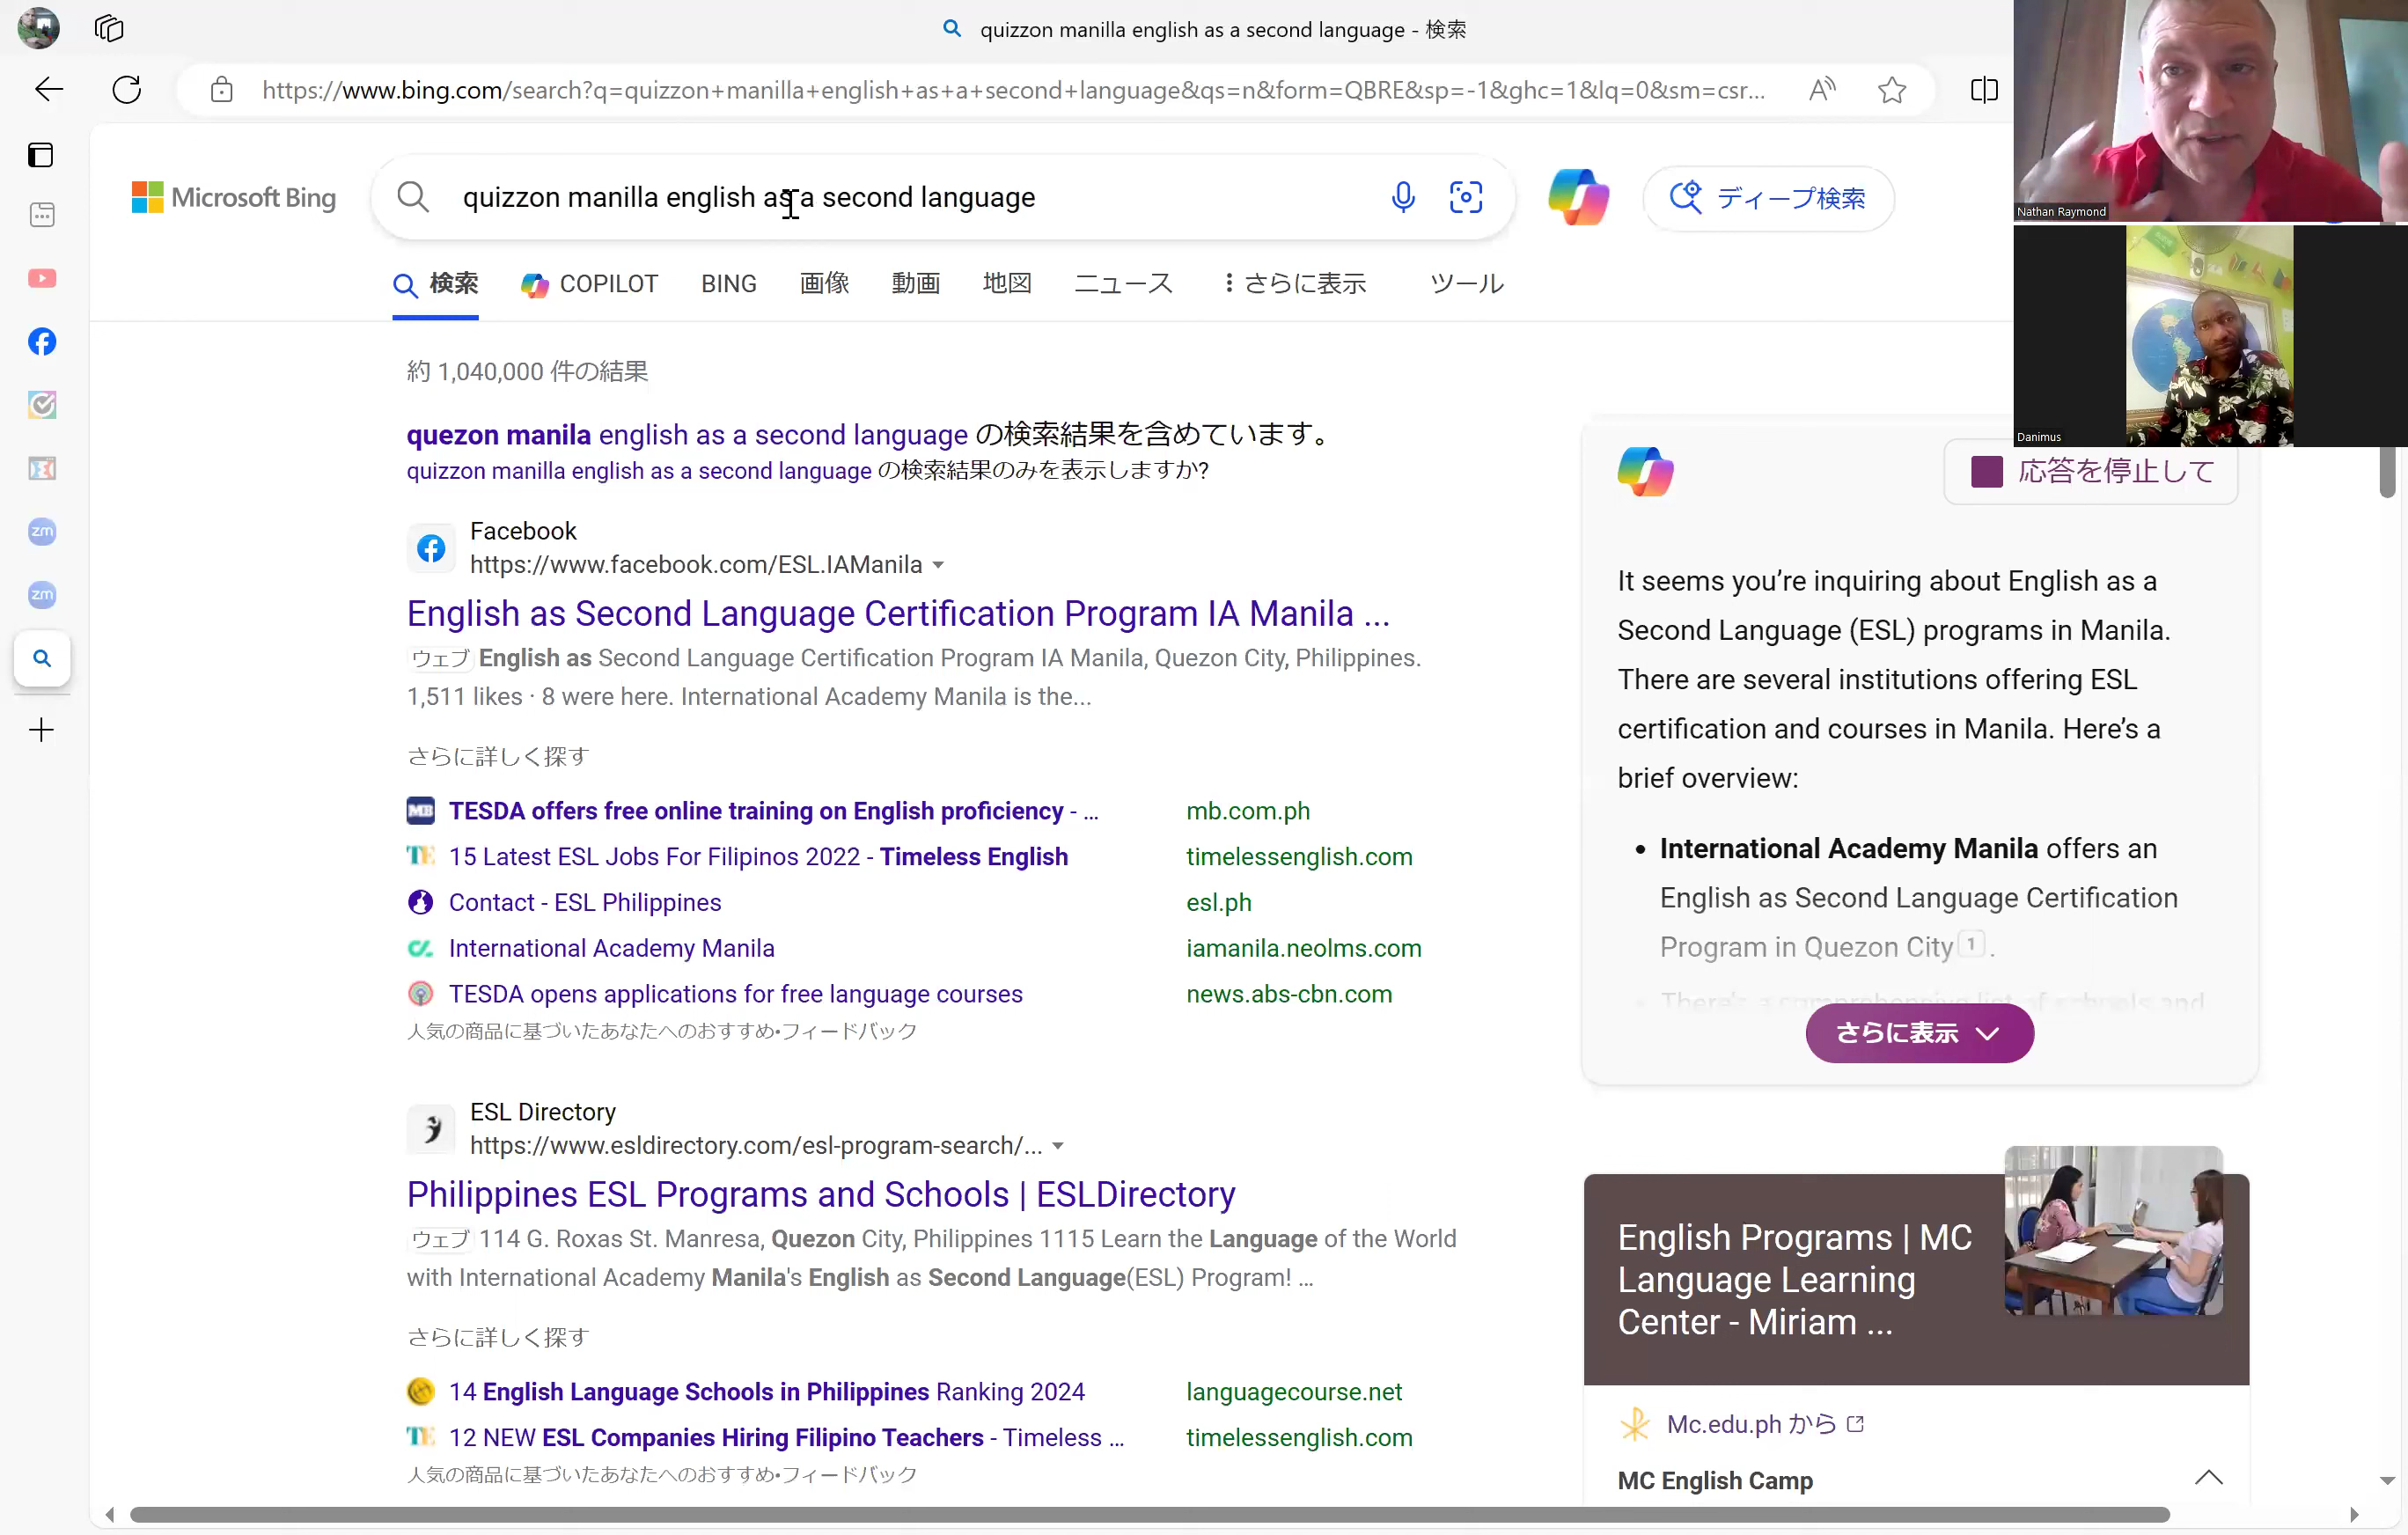 quizzon manilla english as a second language - 検索
https://www.bing.com/search?q=quizzon+manilla+english+as+a+second+language&qs=n&form=QBRE&sp=-1&ghc=1&lq=0&sm=csr...
Nathan Raymond
Danimus
Microsoft Bing
quizzon manilla english as a second language
ディープ検索
検索
COPILOT
BING
画像
動画
地図
ニュース
さらに表示
ツール
約 1,040,000 件の結果
quezon manila english as a second language の検索結果を含めています。
quizzon manilla english as a second language の検索結果のみを表示しますか?
Facebook
https://www.facebook.com/ESL.IAManila
English as Second Language Certification Program IA Manila ...
ウェブ English as Second Language Certification Program IA Manila, Quezon City, Philippines.
1,511 likes · 8 were here. International Academy Manila is the...
さらに詳しく探す
MB TESDA offers free online training on English proficiency - ... mb.com.ph
TE 15 Latest ESL Jobs For Filipinos 2022 - Timeless English timelessenglish.com
Contact - ESL Philippines esl.ph
International Academy Manila iamanila.neolms.com
TESDA opens applications for free language courses news.abs-cbn.com
人気の商品に基づいたあなたへのおすすめ•フィードバック
ESL Directory
https://www.esldirectory.com/esl-program-search/...
Philippines ESL Programs and Schools | ESLDirectory
ウェブ 114 G. Roxas St. Manresa, Quezon City, Philippines 1115 Learn the Language of the World
with International Academy Manila's English as Second Language(ESL) Program! ...
さらに詳しく探す
14 English Language Schools in Philippines Ranking 2024 languagecourse.net
TE 12 NEW ESL Companies Hiring Filipino Teachers - Timeless ... timelessenglish.com
人気の商品に基づいたあなたへのおすすめ•フィードバック
zm
zm
応答を停止して
It seems you're inquiring about English as a
Second Language (ESL) programs in Manila.
There are several institutions offering ESL
certification and courses in Manila. Here's a
brief overview:
• International Academy Manila offers an
English as Second Language Certification
Program in Quezon City 1 .
There's a comprehensive list of schools and
さらに表示
English Programs | MC
Language Learning
Center - Miriam ...
Mc.edu.ph から
MC English Camp